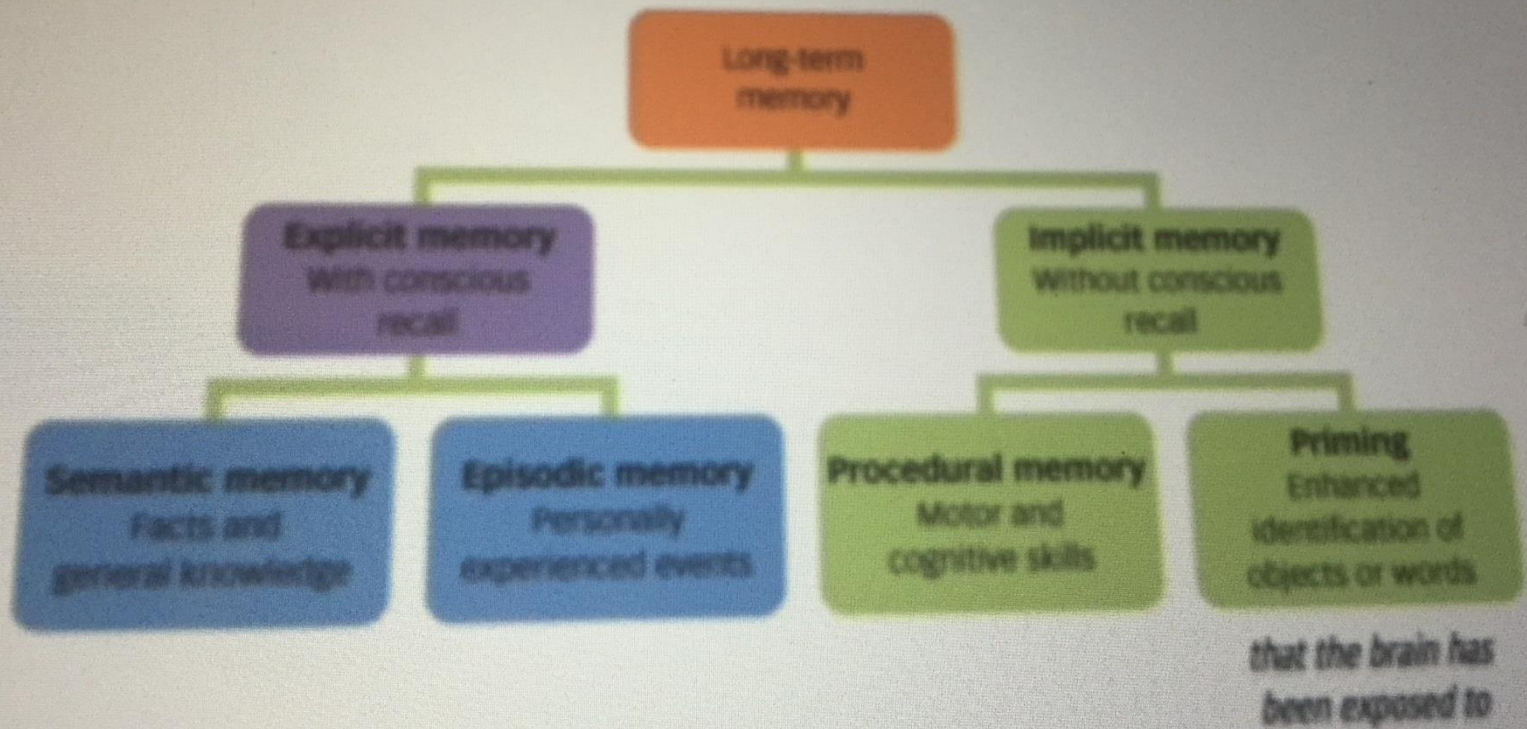 Long-term
memory
Explicit memory
With conscious
recall
Implicit memory
Without conscious
recall
Semantic memory
Facts and
general knowledge
Episodic memory
Personally
experienced events
Procedural memory
Motor and
cognitive skills
Priming
Enhanced
identification of
objects or words
that the brain has
been exposed to